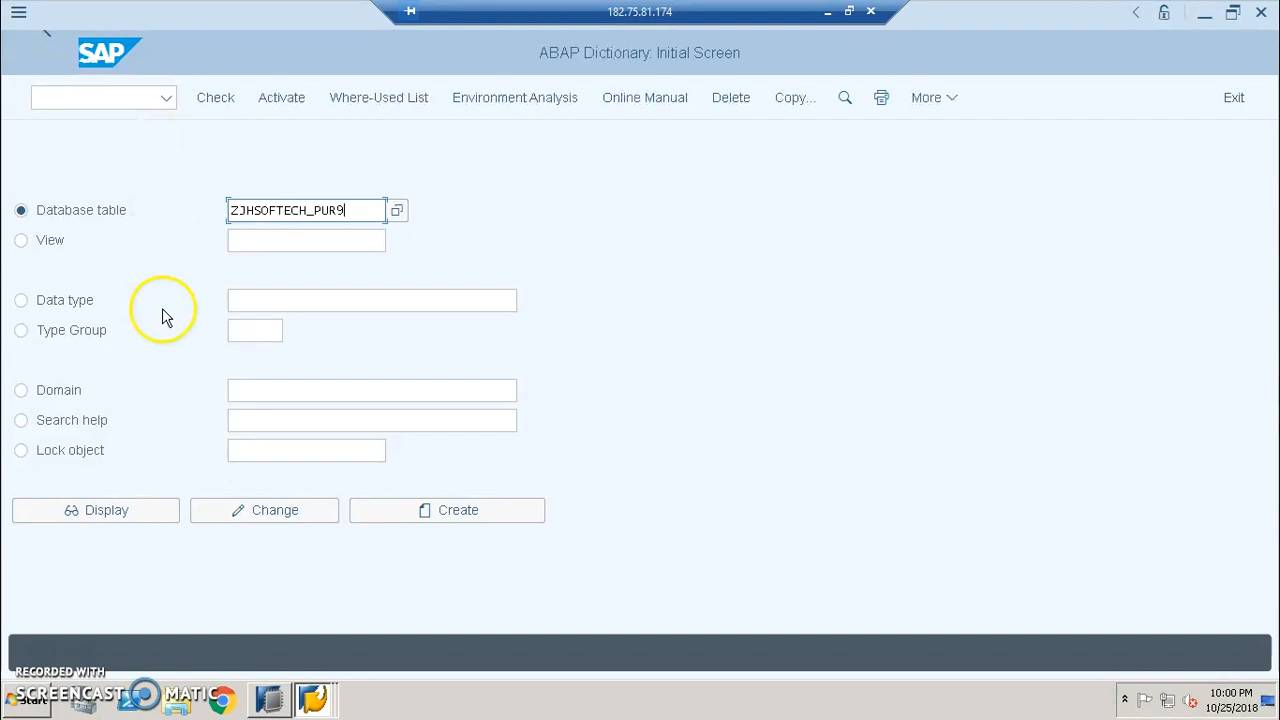 182.75.81.174
SAP
ABAP Dictionary: Initial Screen
Check Activate Where-Used List Environment Analysis Online Manual Delete Copy... More Exit
Database table ZJHSOFTECH_PUR9
View
Data type
Type Group
Domain
Search help
Lock object
Display Change Create
RECORDED WITH
SCREENCAST MATIC
Start
10:00 PM
10/25/2018